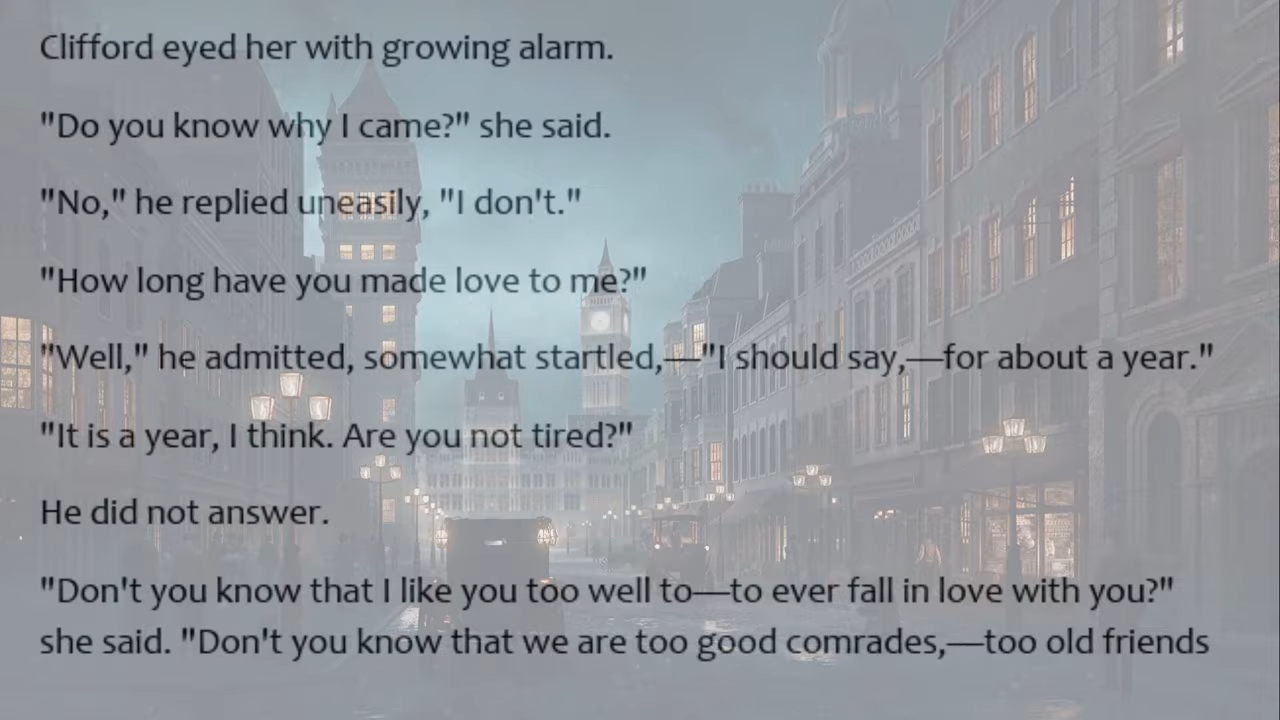 Clifford eyed her with growing alarm.
"Do you know why I came?" she said.
"No," he replied uneasily, "I don't."
"How long have you made love to me?"
"Well," he admitted, somewhat startled,—"I should say,—for about a year."
"It is a year, I think. Are you not tired?"
He did not answer.
"Don't you know that I like you too well to—to ever fall in love with you?"
she said. "Don't you know that we are too good comrades,—too old friends